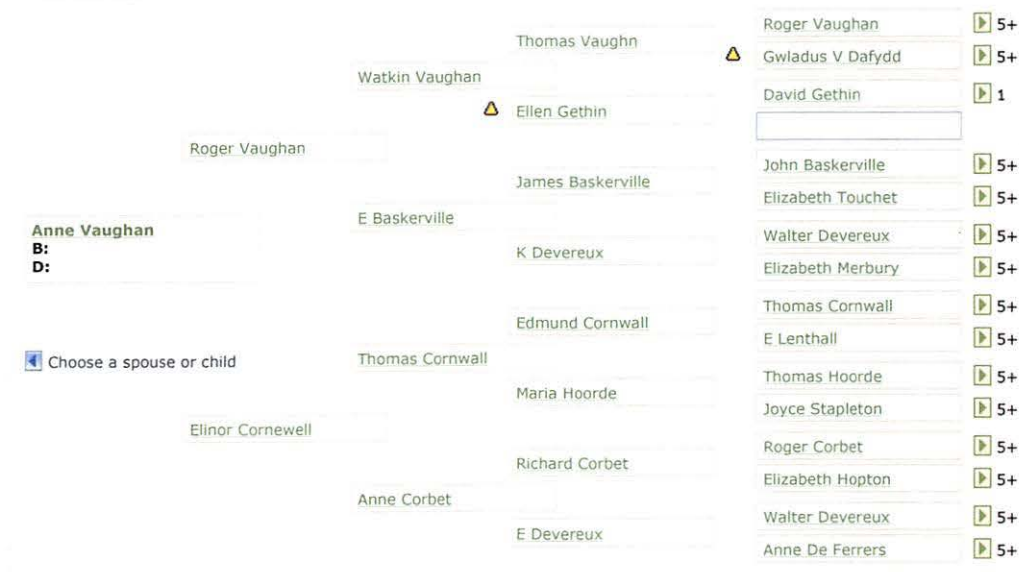 Roger Vaughan 5+
Thomas Vaughn
Gwladus V Dafydd 5+
Watkin Vaughan
David Gethin 1
Ellen Gethin
Roger Vaughan
John Baskerville 5+
James Baskerville
Elizabeth Touchet 5+
E Baskerville
Anne Vaughan
Walter Devereux 5+
B:
K Devereux
D:
Elizabeth Merbury 5+
Thomas Cornwall 5+
Edmund Cornwall
E Lenthall 5+
Choose a spouse or child
Thomas Cornwall
Thomas Hoorde 5+
Maria Hoorde
Joyce Stapleton 5+
Elinor Cornewell
Roger Corbet 5+
Richard Corbet
Elizabeth Hopton 5+
Anne Corbet
Walter Devereux 5+
E Devereux
Anne De Ferrers 5+